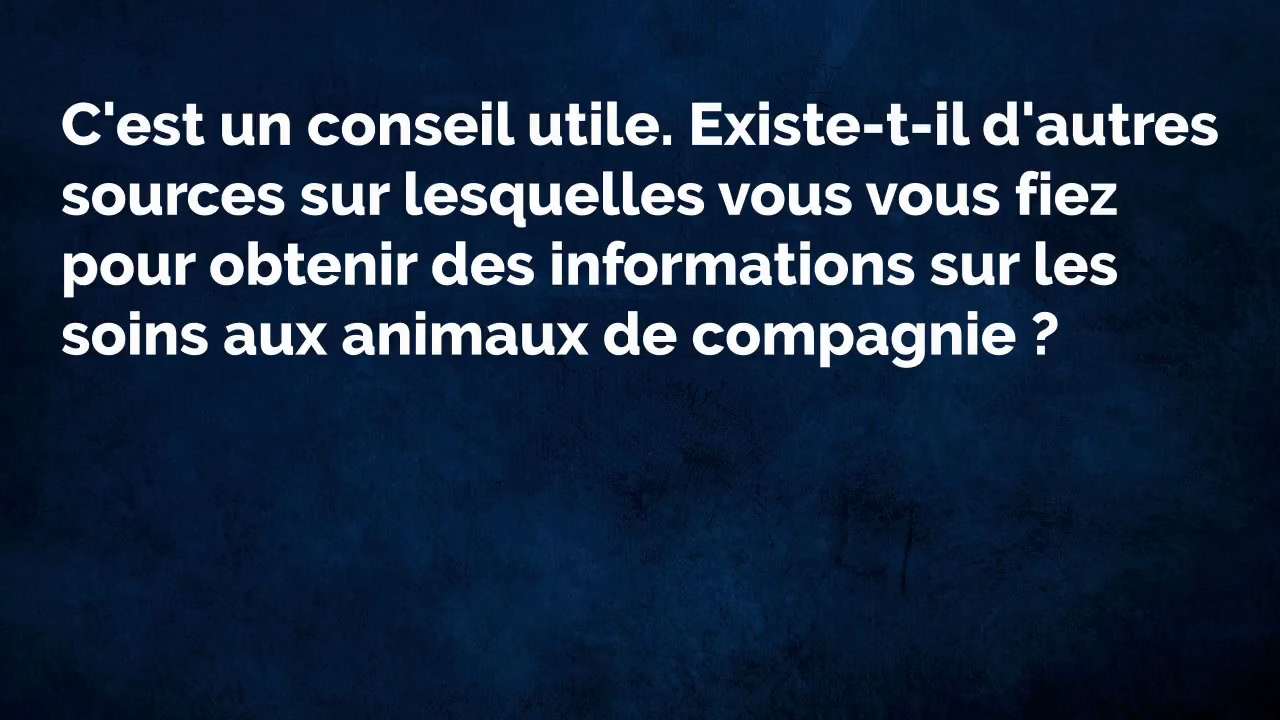 C'est un conseil utile. Existe-t-il d'autres
sources sur lesquelles vous vous fiez
pour obtenir des informations sur les
soins aux animaux de compagnie ?